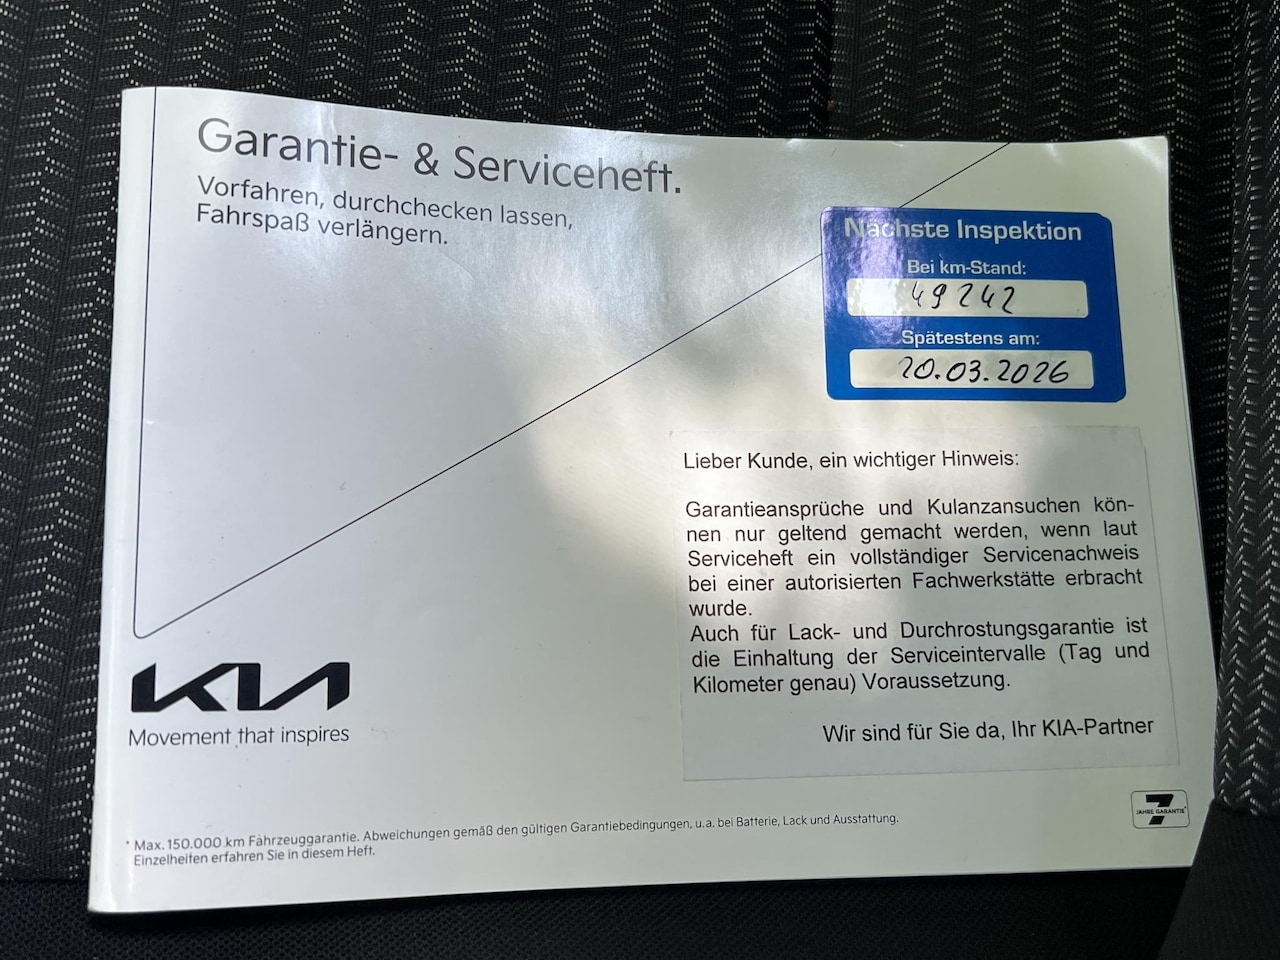 Garantie- & Serviceheft.
Vorfahren, durchchecken lassen,
Fahrspaß verlängern.
Nächste Inspektion
Bei km-Stand:
49242
Spätestens am:
20.03.2026
Lieber Kunde, ein wichtiger Hinweis:
Garantieansprüche und Kulanzansuchen kön-
nen nur geltend gemacht werden, wenn laut
Serviceheft ein vollständiger Servicenachweis
bei einer autorisierten Fachwerkstätte erbracht
wurde.
Auch für Lack- und Durchrostungsgarantie ist
die Einhaltung der Serviceintervalle (Tag und
Kilometer genau) Voraussetzung.
Wir sind für Sie da, Ihr KIA-Partner
KIA
Movement that inspires
7
JAHRE GARANTIE*
* Max. 150.000 km Fahrzeuggarantie. Abweichungen gemäß den gültigen Garantiebedingungen, u.a. bei Batterie, Lack und Ausstattung.
Einzelheiten erfahren Sie in diesem Heft.